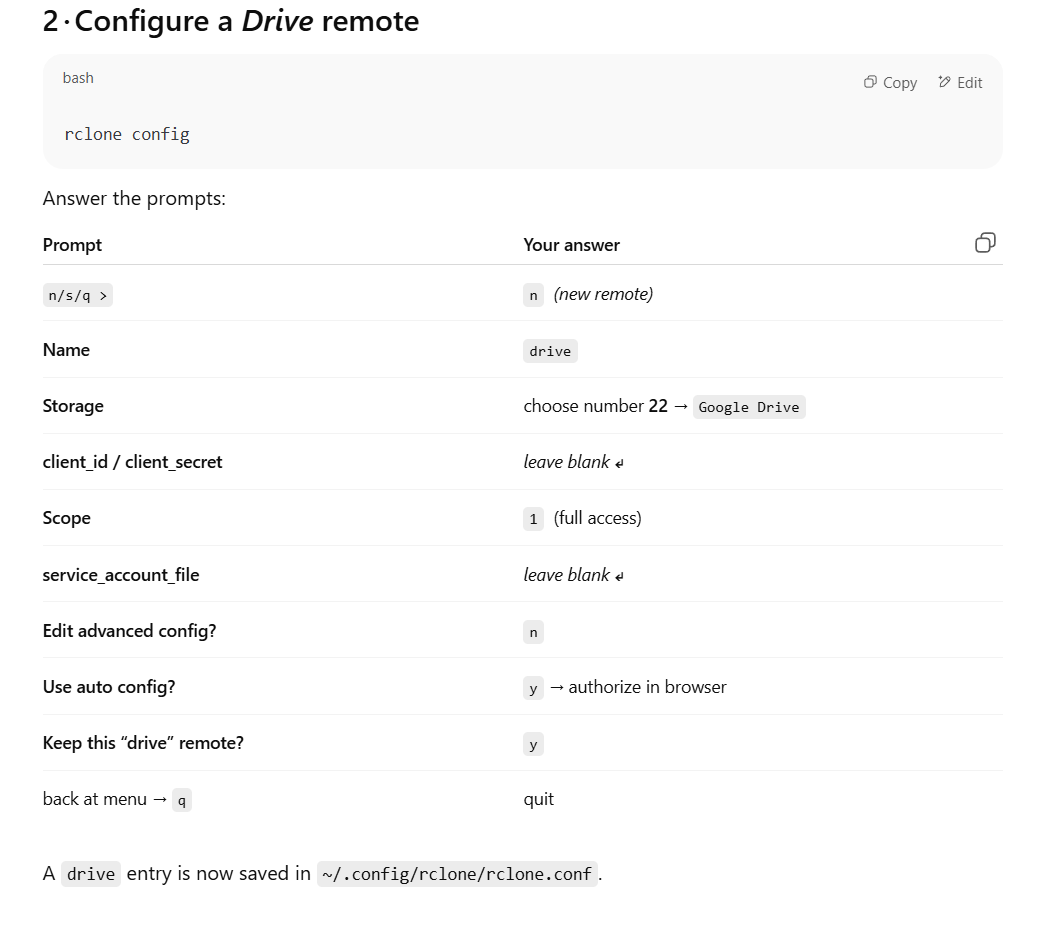 2 · Configure a Drive remote
bash
Copy
Edit
rclone config
Answer the prompts:
Prompt Your answer
n/s/q > n (new remote)
Name drive
Storage choose number 22 → Google Drive
client_id / client_secret leave blank ↲
Scope 1 (full access)
service_account_file leave blank ↲
Edit advanced config? n
Use auto config? y → authorize in browser
Keep this “drive” remote? y
back at menu → q quit
A drive entry is now saved in ~/.config/rclone/rclone.conf.